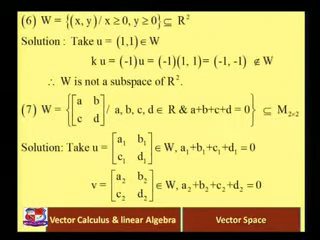 (6) W = {(x, y) / x ≥ 0, y ≥ 0} ⊆ R²
Solution : Take u = (1,1) ∈ W
k u = (-1)u = (-1)(1, 1) = (-1, -1) ∉ W
∴ W is not a subspace of R².
(7) W = { [ a b ; c d ] / a, b, c, d ∈ R & a+b+c+d = 0 } ⊆ M₂ₓ₂
Solution: Take u = [ a₁ b₁ ; c₁ d₁ ] ∈ W, a₁+b₁+c₁+d₁ = 0
v = [ a₂ b₂ ; c₂ d₂ ] ∈ W, a₂+b₂+c₂+d₂ = 0
Vector Calculus & linear Algebra
Vector Space